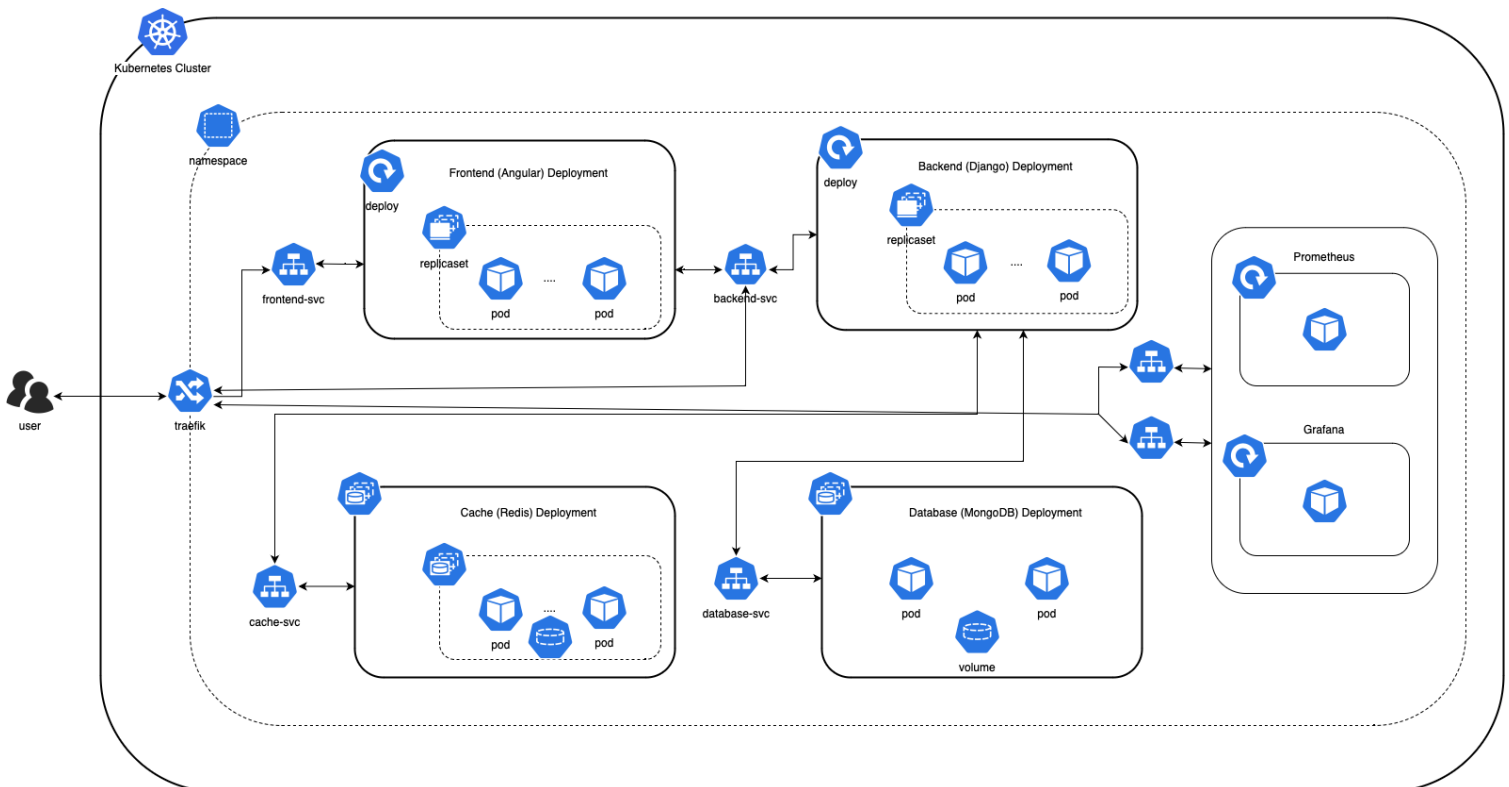 Kubernetes Cluster
namespace
Frontend (Angular) Deployment
deploy
replicaset
pod
....
pod
frontend-svc
backend-svc
Backend (Django) Deployment
deploy
replicaset
pod
....
pod
Prometheus
Grafana
user
traefik
Cache (Redis) Deployment
pod
....
pod
cache-svc
Database (MongoDB) Deployment
pod
pod
volume
database-svc